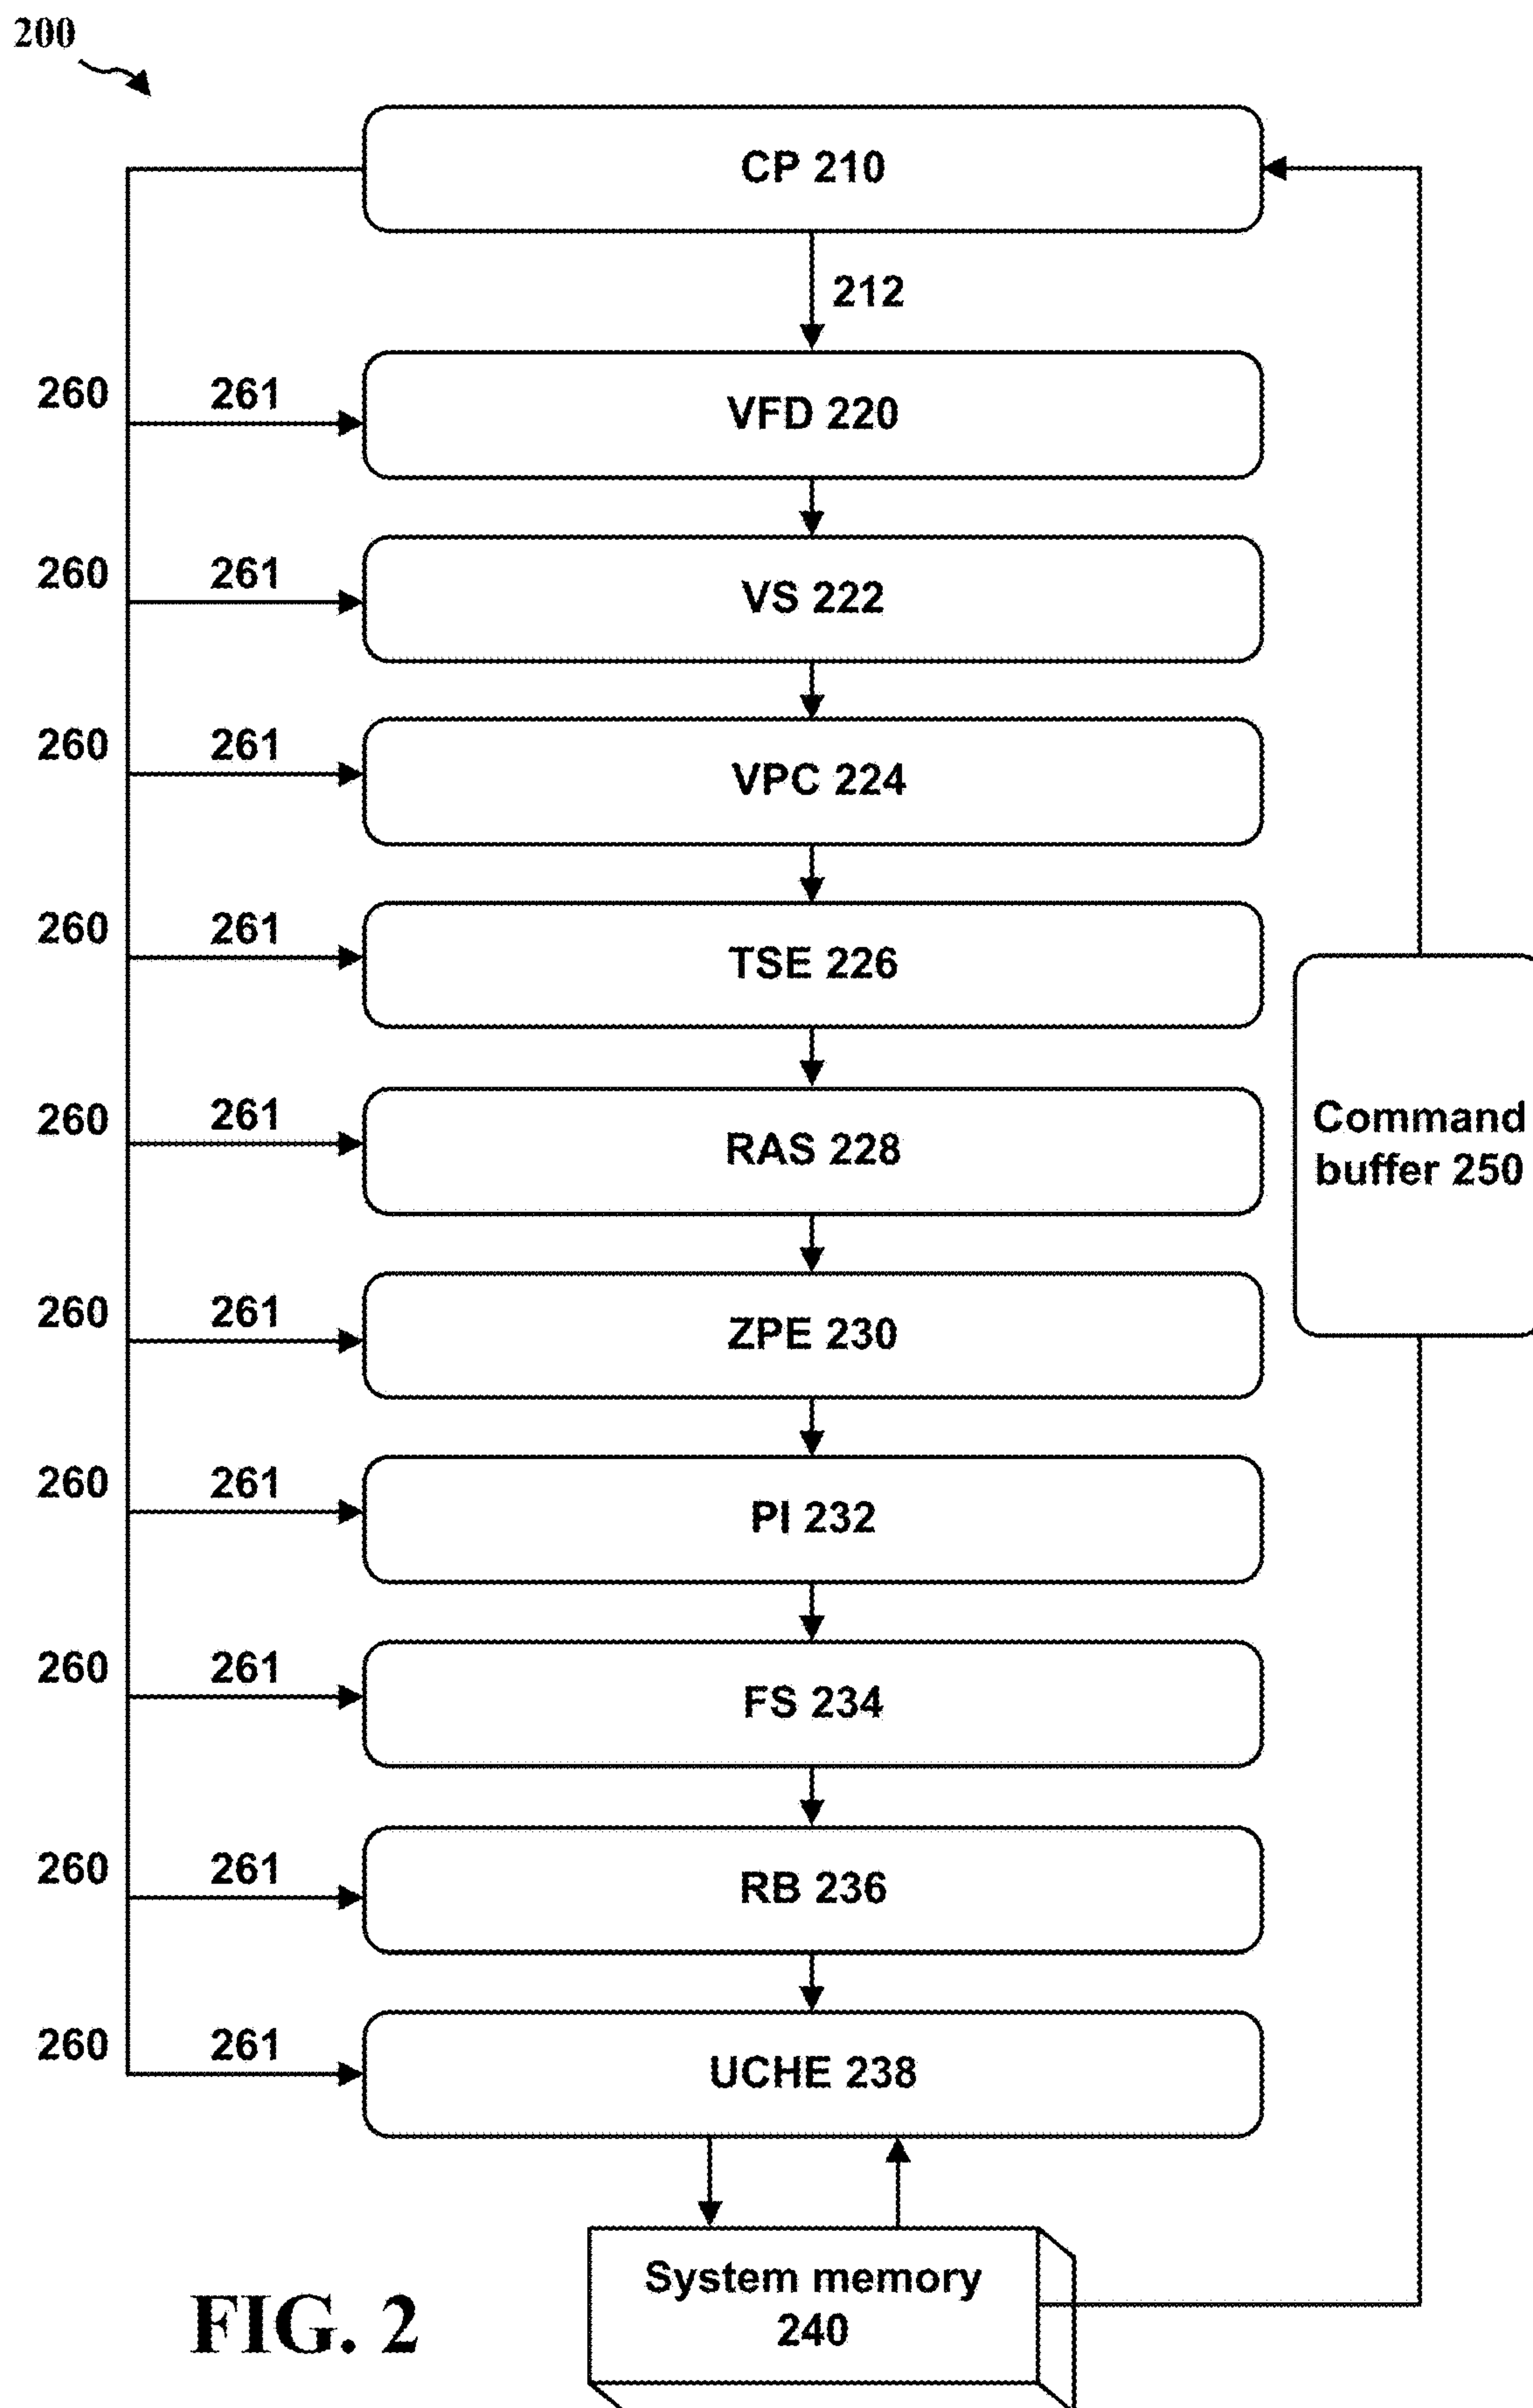 200
CP 210
212
260 261
VFD 220
260 261
VS 222
260 261
VPC 224
260 261
TSE 226
260 261
RAS 228
Command
buffer 250
260 261
ZPE 230
260 261
PI 232
260 261
FS 234
260 261
RB 236
260 261
UCHE 238
System memory
240
FIG. 2